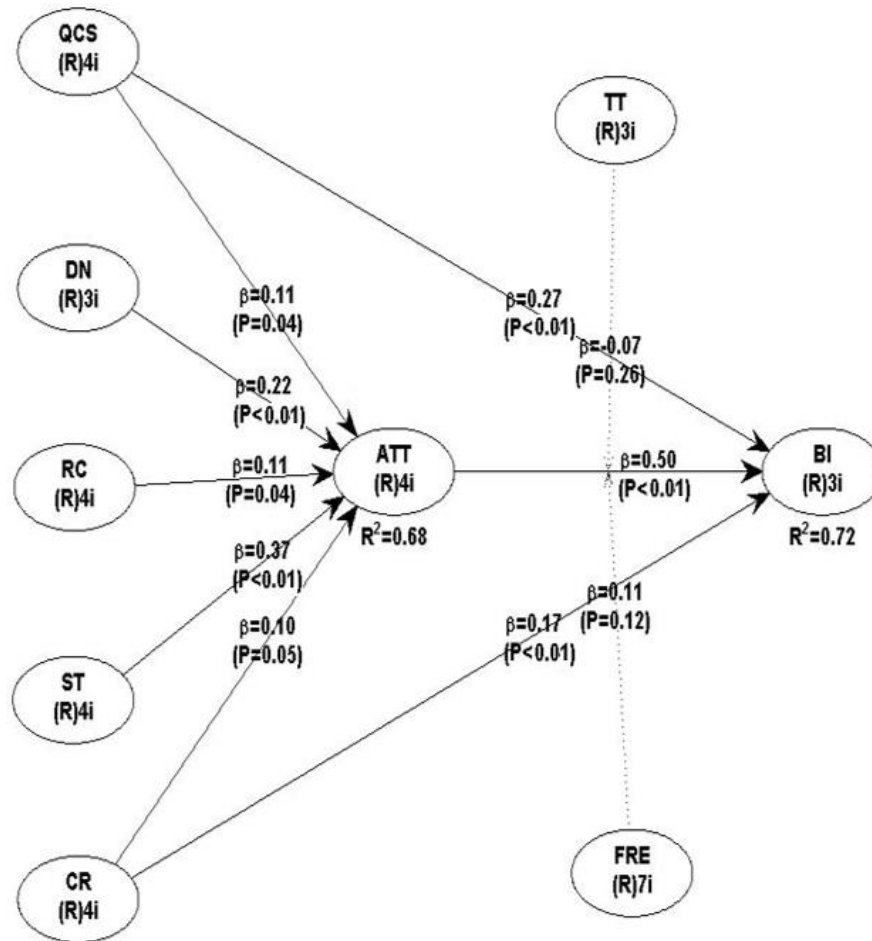 QCS
(R)4i
TT
(R)3i
DN
(R)3i
β=0.11
(P=0.04)
β=0.27
(P<0.01)
β=-0.07
(P=0.26)
β=0.22
(P<0.01)
RC
(R)4i
β=0.11
(P=0.04)
ATT
(R)4i
R²=0.68
β=0.50
(P<0.01)
BI
(R)3i
R²=0.72
β=0.37
(P<0.01)
β=0.10
(P=0.05)
β=0.11
(P=0.12)
β=0.17
(P<0.01)
ST
(R)4i
CR
(R)4i
FRE
(R)7i